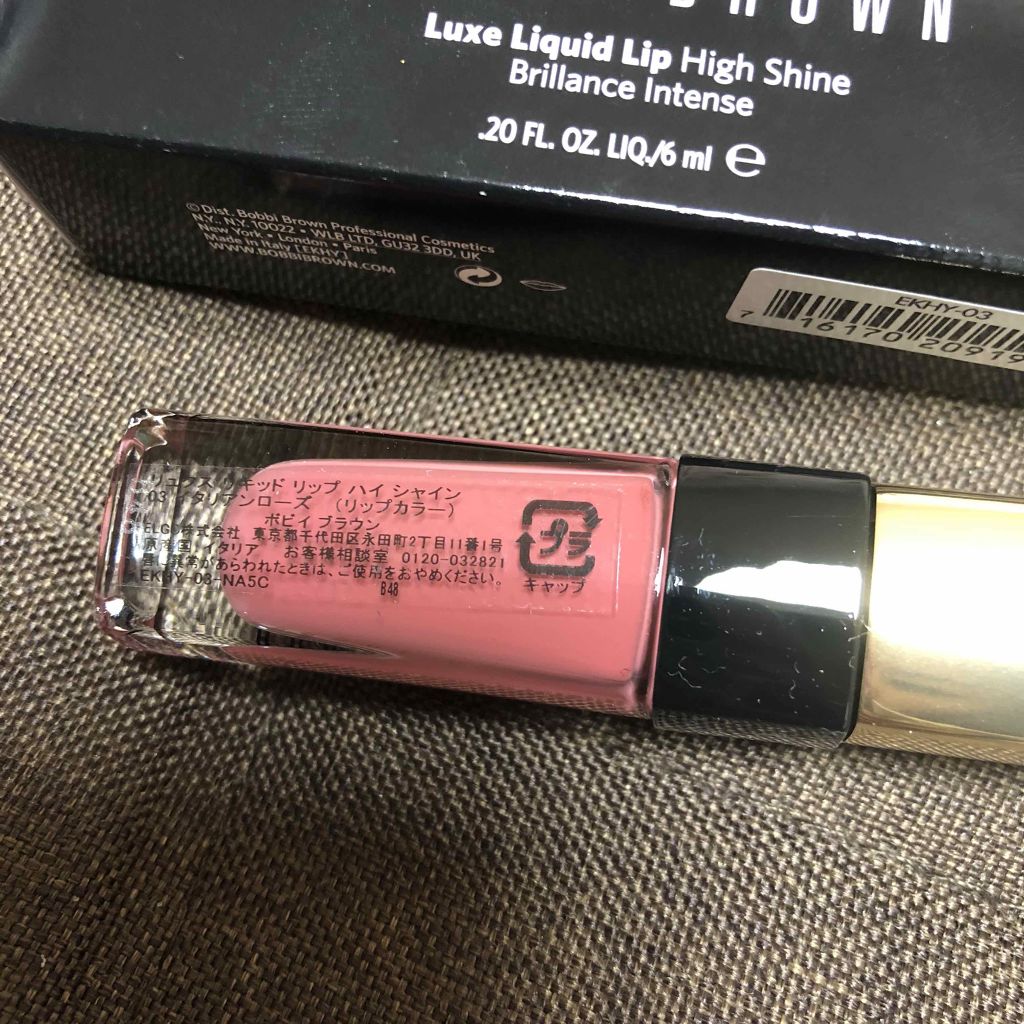 BROWN
Luxe Liquid Lip High Shine
Brillance Intense
.20 FL. OZ. LIQ./6 ml ℮
©Dist. Bobbi Brown Professional Cosmetics
NY, NY 10022 • WLR LTD. GU32 3DD, UK
New York • London • Paris
Made in Italy [EKHY]
WWW.BOBBIBROWN.COM
EKHY-03
7 16170 20919
リュクス リキッド リップ ハイ シャイン
03 イタリアンローズ （リップカラー）
ボビイ ブラウン
ELGC株式会社 東京都千代田区永田町2丁目11番1号
原産国:イタリア お客様相談室 0120-032821
に異常があらわれたときは、ご使用をおやめください。
EKHY-03-NA5C
B48
プラ
キャップ